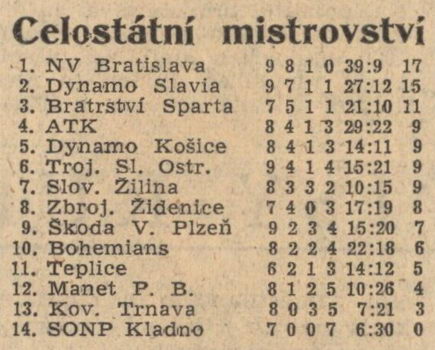 Celostátní mistrovství
1. NV Bratislava 9 8 1 0 39:9 17
2. Dynamo Slavia 9 7 1 1 27:12 15
3. Bratrství Sparta 7 5 1 1 21:10 11
4. ATK 8 4 1 3 29:22 9
5. Dynamo Košice 8 4 1 3 14:11 9
6. Troj. Sl. Ostr. 9 4 1 4 15:21 9
7. Slov. Žilina 8 3 3 2 10:15 9
8. Zbroj. Židenice 7 4 0 3 17:19 8
9. Škoda V. Plzeň 9 2 3 4 15:20 7
10. Bohemians 8 2 2 4 22:18 6
11. Teplice 6 2 1 3 14:12 5
12. Manet P. B. 8 1 2 5 10:26 4
13. Kov. Trnava 8 0 3 5 7:21 3
14. SONP Kladno 7 0 0 7 6:30 0